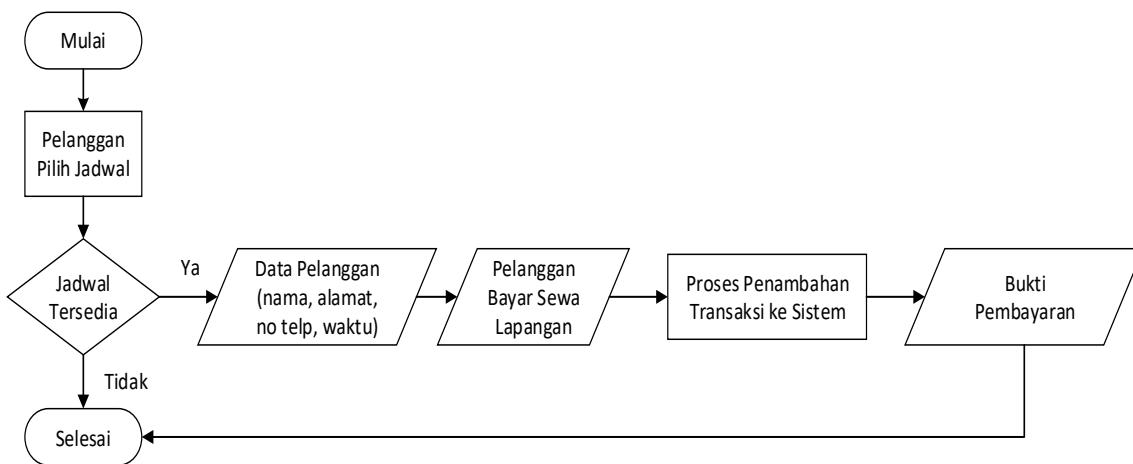 Mulai
Pelanggan
Pilih Jadwal
Jadwal
Tersedia
Ya
Data Pelanggan
(nama, alamat,
no telp, waktu)
Pelanggan
Bayar Sewa
Lapangan
Proses Penambahan
Transaksi ke Sistem
Bukti
Pembayaran
Tidak
Selesai